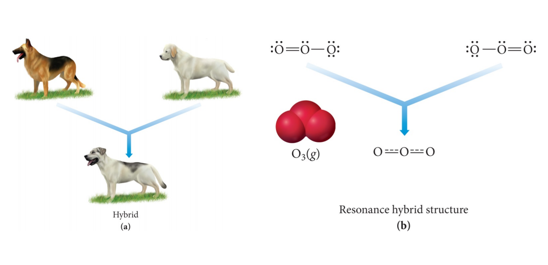 :Ö=Ö−Ö̤:
:Ö̤−Ö=Ö:
O₃(g)
O=-=-O=-=-O
Hybrid
(a)
Resonance hybrid structure
(b)